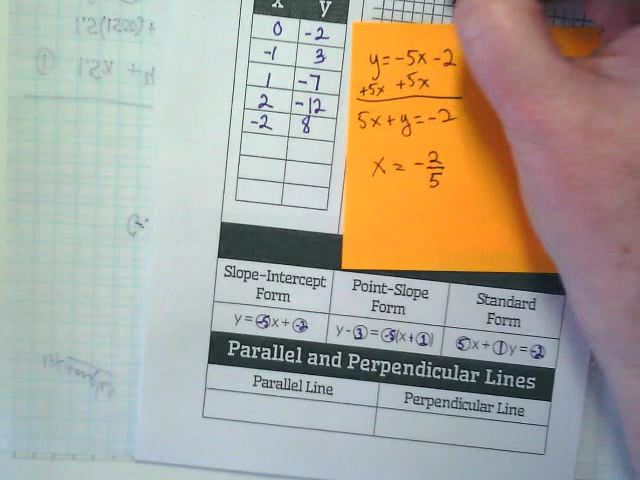 x y
0 -2
-1 3
1 -7
2 -12
-2 8
y = -5x - 2
+5x +5x
5x + y = -2
x = -2/5
Slope-Intercept Form
Point-Slope Form
Standard Form
y = -5x + -2
y - 3 = -5(x + 1)
5x + 1y = -2
Parallel and Perpendicular Lines
Parallel Line
Perpendicular Line